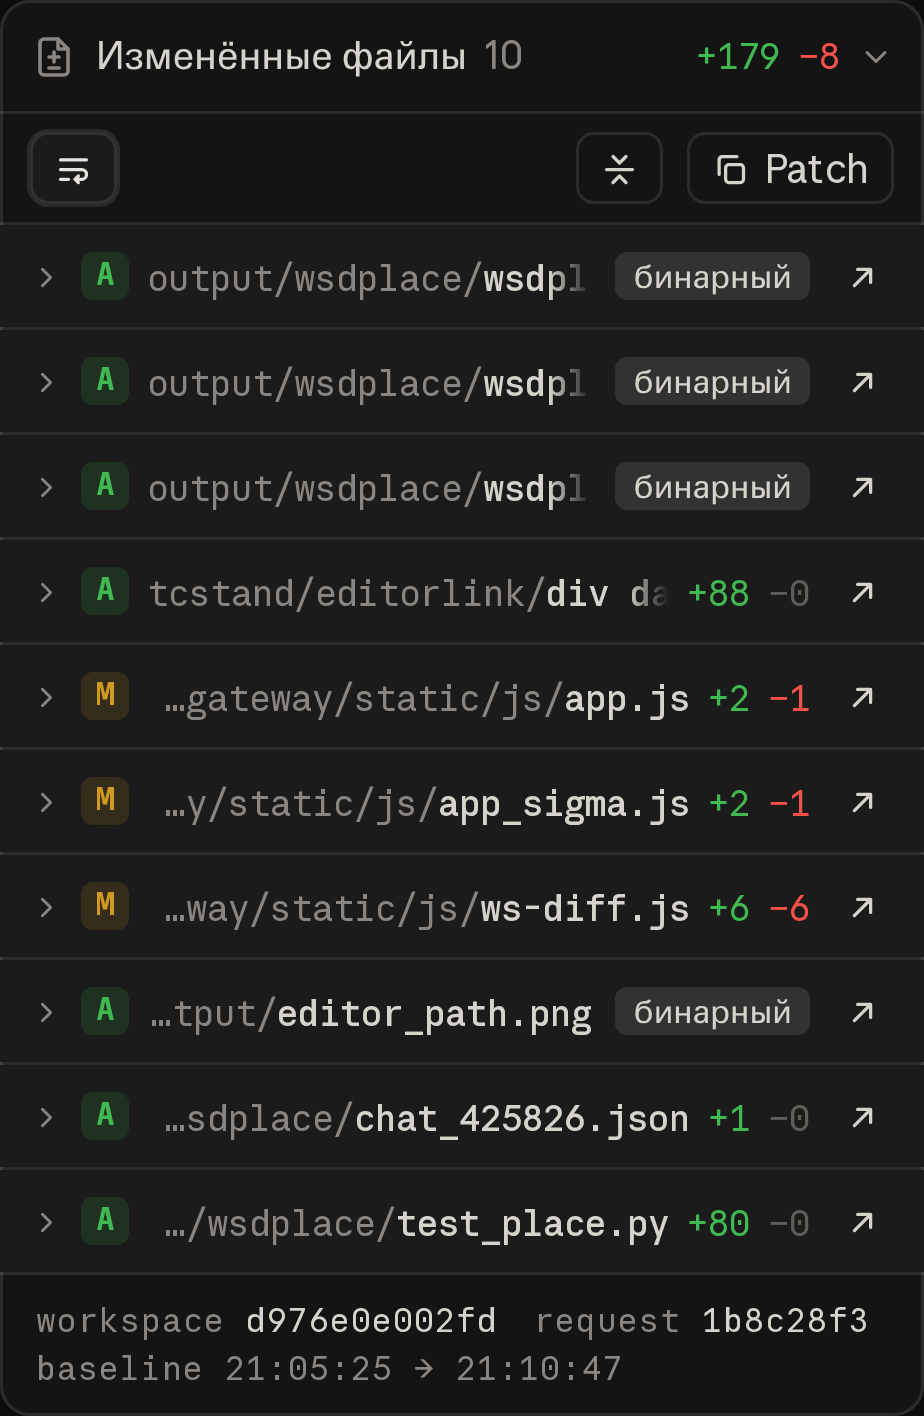 Изменённые файлы 10 +179 −8
Patch
A output/wsdplace/wsdpl бинарный
A output/wsdplace/wsdpl бинарный
A output/wsdplace/wsdpl бинарный
A tcstand/editorlink/div da +88 −0
M …gateway/static/js/app.js +2 −1
M …y/static/js/app_sigma.js +2 −1
M …way/static/js/ws-diff.js +6 −6
A …tput/editor_path.png бинарный
A …sdplace/chat_425826.json +1 −0
A …/wsdplace/test_place.py +80 −0
workspace d976e0e002fd request 1b8c28f3
baseline 21:05:25 → 21:10:47